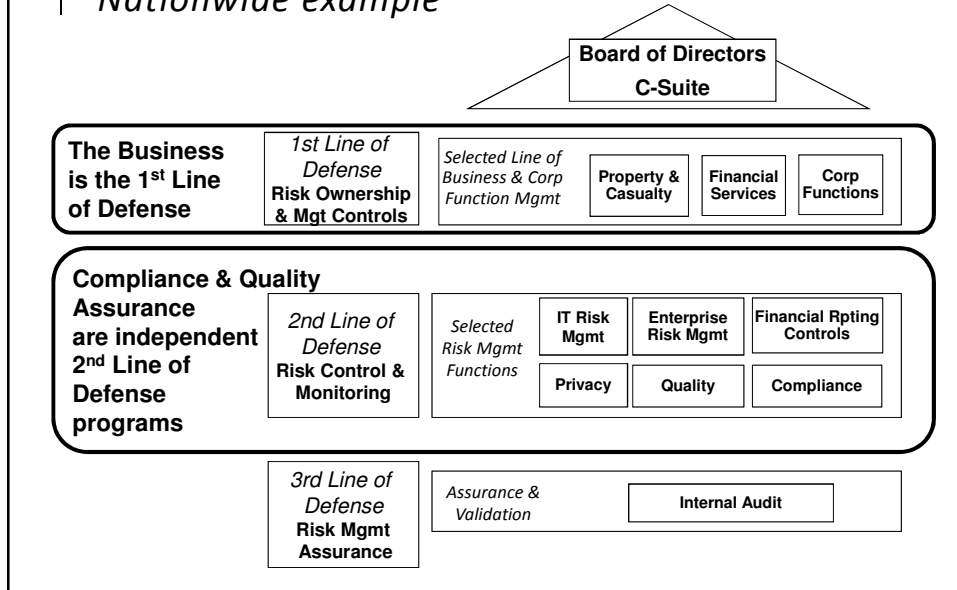 Nationwide example
Board of Directors
C-Suite
The Business
is the 1st Line
of Defense
1st Line of
Defense
Risk Ownership
& Mgt Controls
Selected Line of
Business & Corp
Function Mgmt
Property &
Casualty
Financial
Services
Corp
Functions
Compliance & Quality
Assurance
are independent
2nd Line of
Defense
programs
2nd Line of
Defense
Risk Control &
Monitoring
Selected
Risk Mgmt
Functions
IT Risk
Mgmt
Enterprise
Risk Mgmt
Financial Rpting
Controls
Privacy
Quality
Compliance
3rd Line of
Defense
Risk Mgmt
Assurance
Assurance &
Validation
Internal Audit